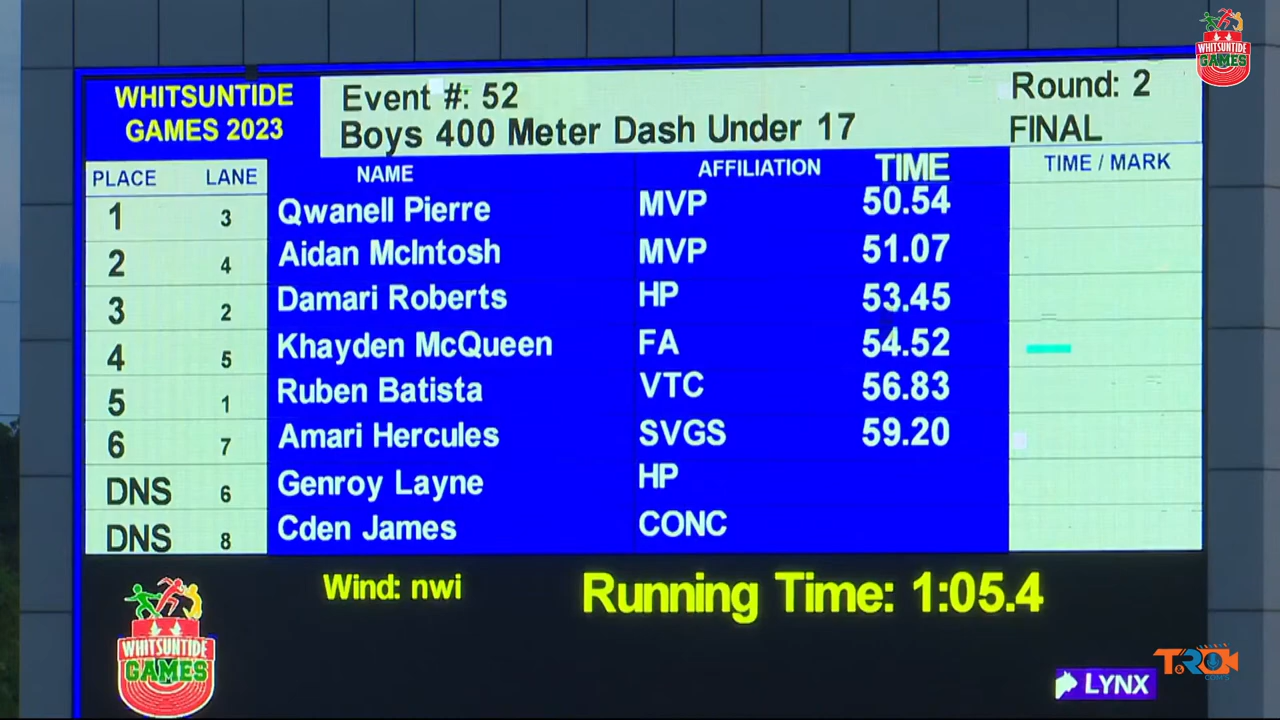 WHITSUNTIDE
GAMES
WHITSUNTIDE
GAMES 2023
Event #: 52
Boys 400 Meter Dash Under 17
Round: 2
FINAL
PLACE LANE NAME AFFILIATION TIME TIME / MARK
1 3 Qwanell Pierre MVP 50.54
2 4 Aidan McIntosh MVP 51.07
3 2 Damari Roberts HP 53.45
4 5 Khayden McQueen FA 54.52
5 1 Ruben Batista VTC 56.83
6 7 Amari Hercules SVGS 59.20
DNS 6 Genroy Layne HP
DNS 8 Cden James CONC
Wind: nwi
Running Time: 1:05.4
WHITSUNTIDE
GAMES
T&RO
COM'S
LYNX